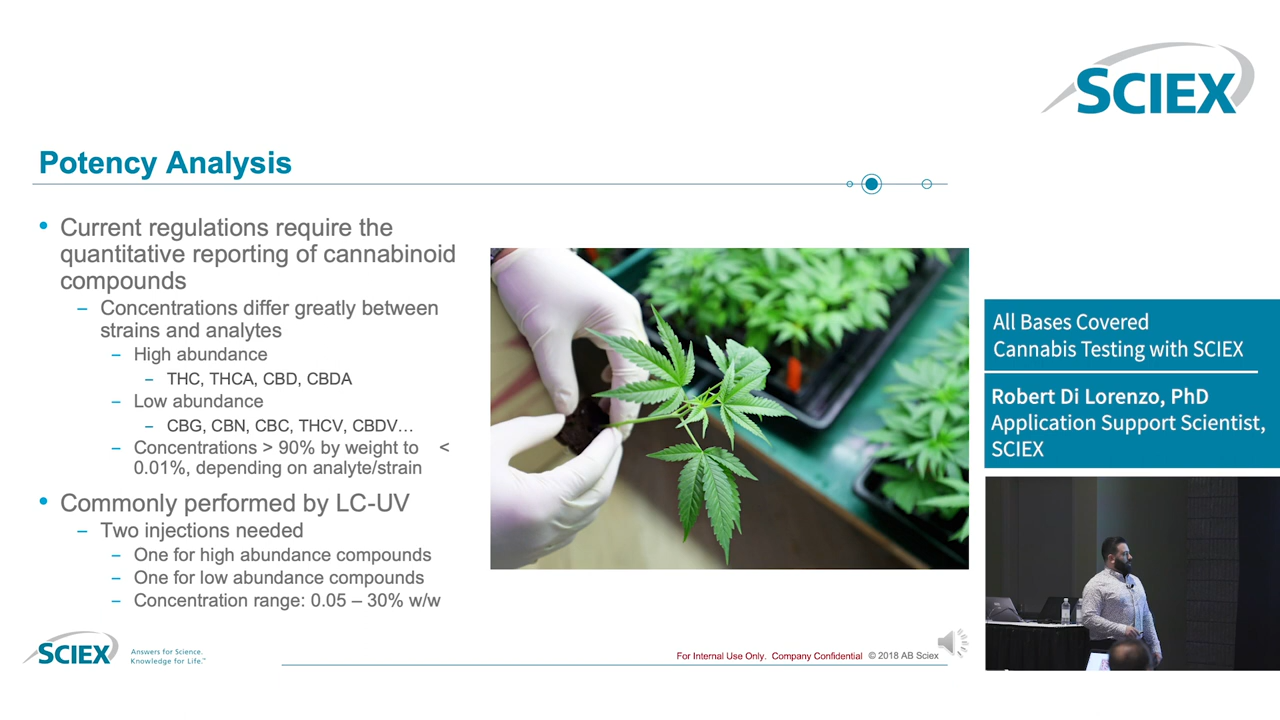 SCIEX
Potency Analysis
• Current regulations require the
quantitative reporting of cannabinoid
compounds
– Concentrations differ greatly between
strains and analytes
– High abundance
– THC, THCA, CBD, CBDA
– Low abundance
– CBG, CBN, CBC, THCV, CBDV…
– Concentrations > 90% by weight to <
0.01%, depending on analyte/strain
• Commonly performed by LC-UV
– Two injections needed
– One for high abundance compounds
– One for low abundance compounds
– Concentration range: 0.05 – 30% w/w
All Bases Covered
Cannabis Testing with SCIEX
Robert Di Lorenzo, PhD
Application Support Scientist,
SCIEX
SCIEX
Answers for Science.
Knowledge for Life.™
For Internal Use Only. Company Confidential © 2018 AB Sciex